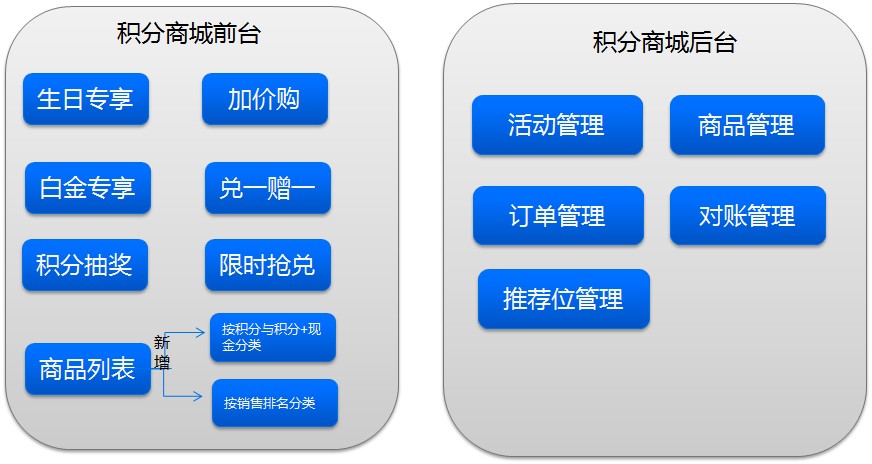 积分商城前台
生日专享
加价购
白金专享
兑一赠一
积分抽奖
限时抢兑
商品列表
新
增
按积分与积分+现
金分类
按销售排名分类
积分商城后台
活动管理
商品管理
订单管理
对账管理
推荐位管理